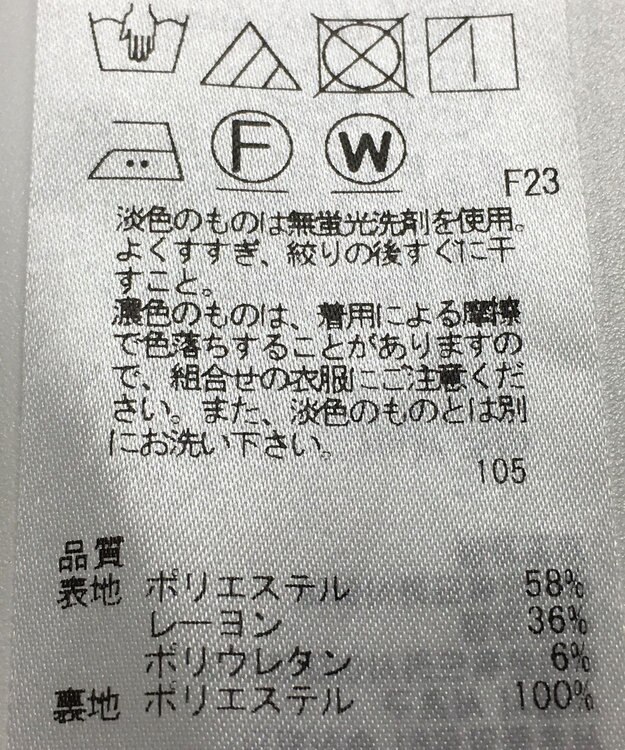 F W
F23
淡色のものは無蛍光洗剤を使用。
よくすすぎ、絞りの後すぐに干
すこと。
濃色のものは、着用による摩擦
で色落ちすることがありますの
で、組合せの衣服にご注意くだ
さい。また、淡色のものとは別
にお洗い下さい。
105
品質
表地 ポリエステル 58%
レーヨン 36%
ポリウレタン 6%
裏地 ポリエステル 100%